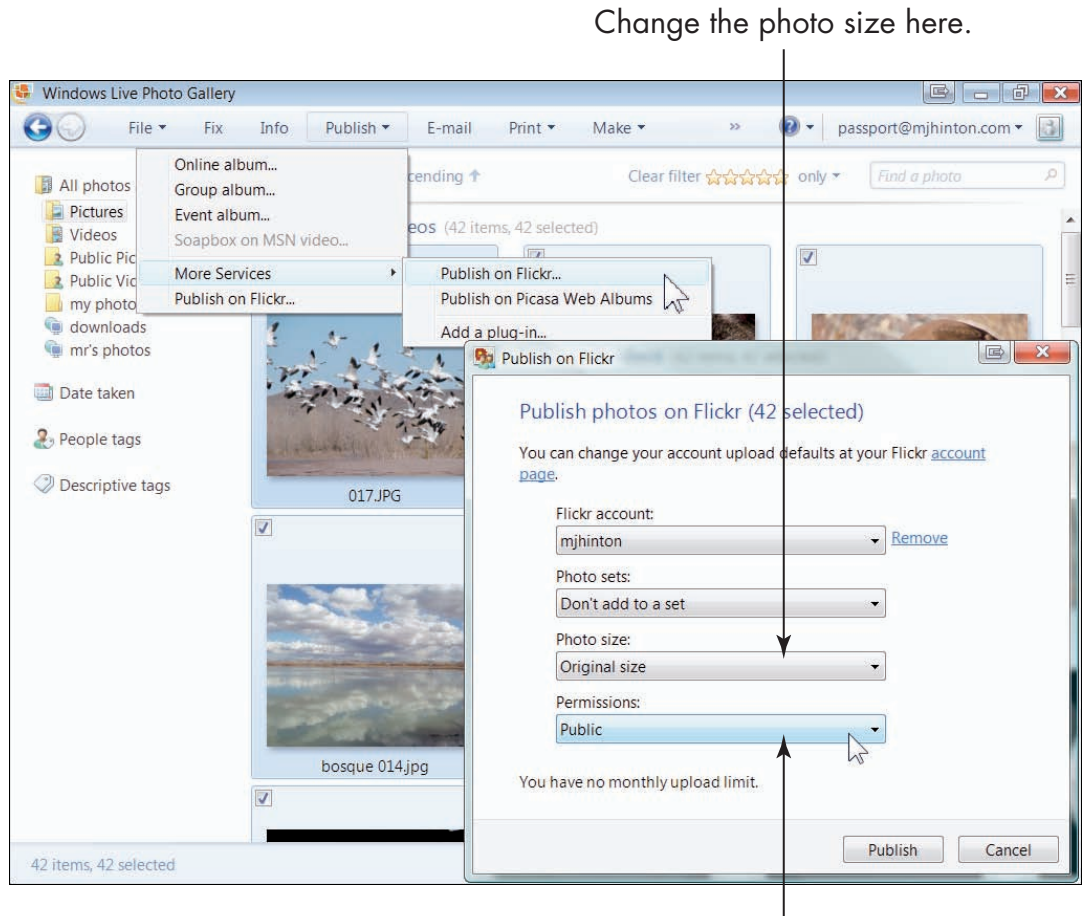 Change the photo size here.
Windows Live Photo Gallery
File Fix Info Publish E-mail Print Make » passport@mjhinton.com
Online album...
Group album...
Event album...
Soapbox on MSN video...
More Services
Publish on Flickr...
cending
Clear filter only Find a photo
All photos
Pictures
Videos
Public Pic
Public Vid
my photo
downloads
mr's photos
Date taken
People tags
Descriptive tags
eos (42 items, 42 selected)
Publish on Flickr...
Publish on Picasa Web Albums
Add a plug-in...
017.JPG
bosque 014.jpg
Publish on Flickr
Publish photos on Flickr (42 selected)
You can change your account upload defaults at your Flickr account
page.
Flickr account:
mjhinton Remove
Photo sets:
Don't add to a set
Photo size:
Original size
Permissions:
Public
You have no monthly upload limit.
Publish Cancel
42 items, 42 selected